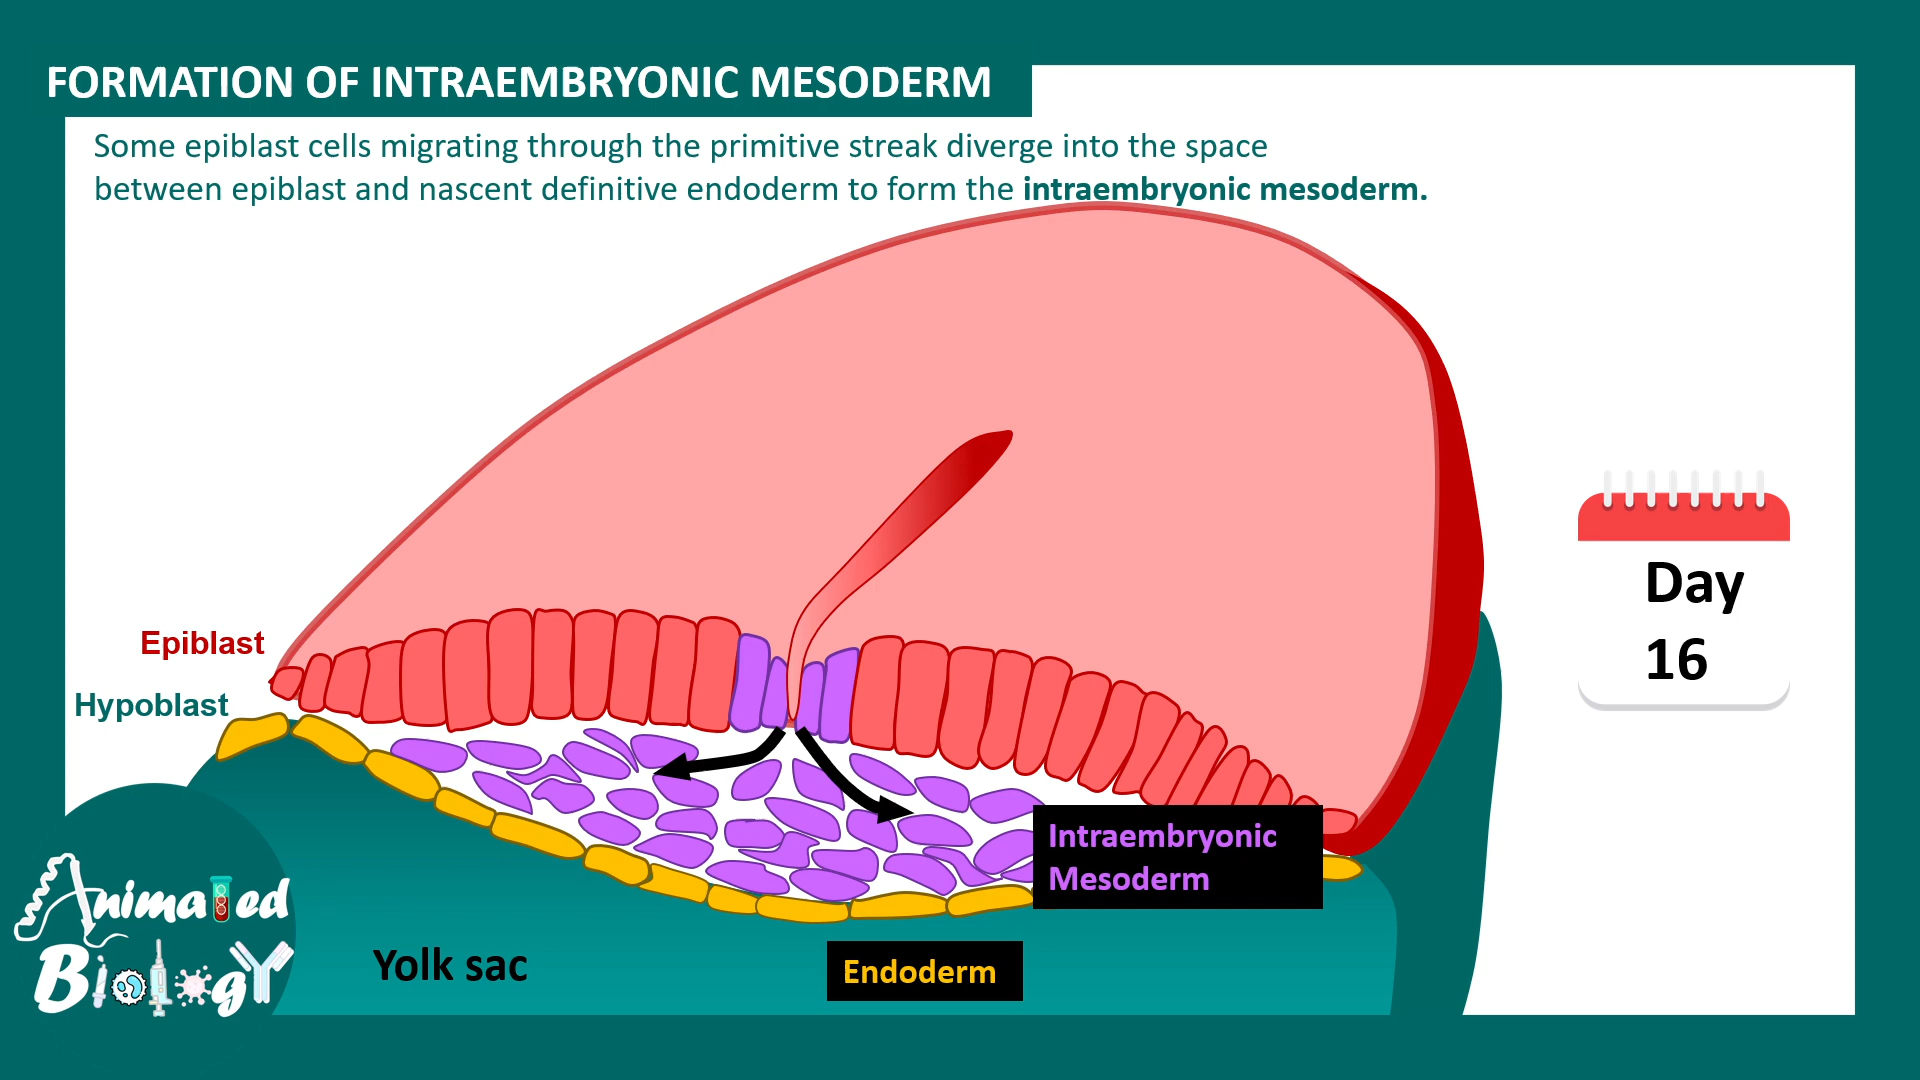 FORMATION OF INTRAEMBRYONIC MESODERM
Some epiblast cells migrating through the primitive streak diverge into the space
between epiblast and nascent definitive endoderm to form the intraembryonic mesoderm.
Epiblast
Hypoblast
Day
16
Intraembryonic
Mesoderm
Yolk sac
Endoderm
Animated
Biology